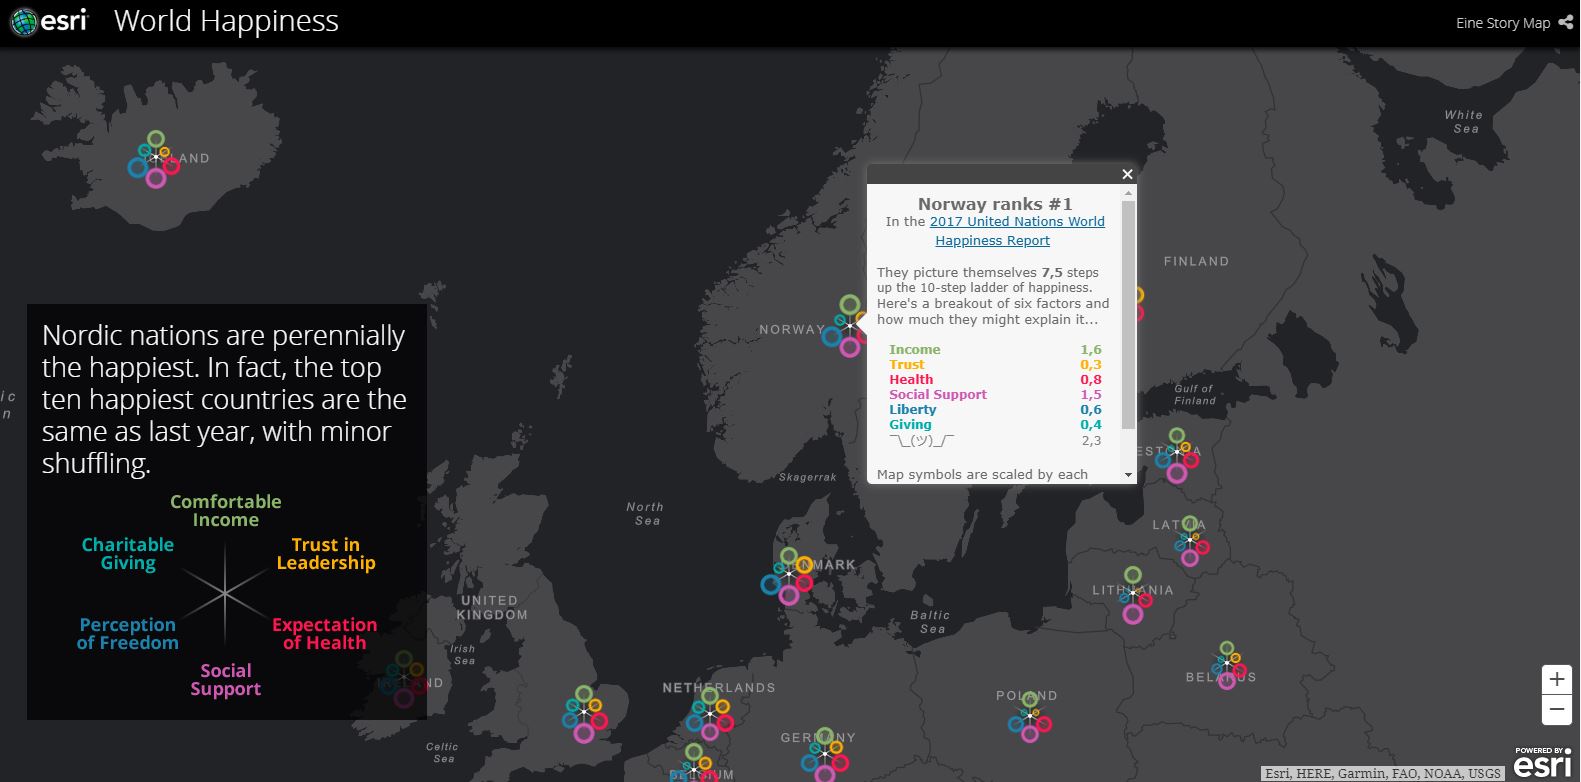 esri
World Happiness
Eine Story Map
White
Sea
FINLAND
NORWAY
Norway ranks #1
In the 2017 United Nations World
Happiness Report
They picture themselves 7,5 steps
up the 10-step ladder of happiness.
Here's a breakout of six factors and
how much they might explain it...
Income 1,6
Trust 0,3
Health 0,8
Social Support 1,5
Liberty 0,6
Giving 0,4
¯\_(ツ)_/¯ 2,3
Map symbols are scaled by each
Nordic nations are perennially
the happiest. In fact, the top
ten happiest countries are the
same as last year, with minor
shuffling.
Comfortable
Income
Charitable
Giving
Trust in
Leadership
Perception
of Freedom
Expectation
of Health
Social
Support
Gulf of
Finland
Skagerrak
North
Sea
LATVIA
LITHUANIA
Baltic
Sea
UNITED
KINGDOM
Irish
Sea
NETHERLANDS
BELARUS
POLAND
GERMANY
Celtic
Sea
BELGIUM
+
−
POWERED BY
esri
Esri, HERE, Garmin, FAO, NOAA, USGS